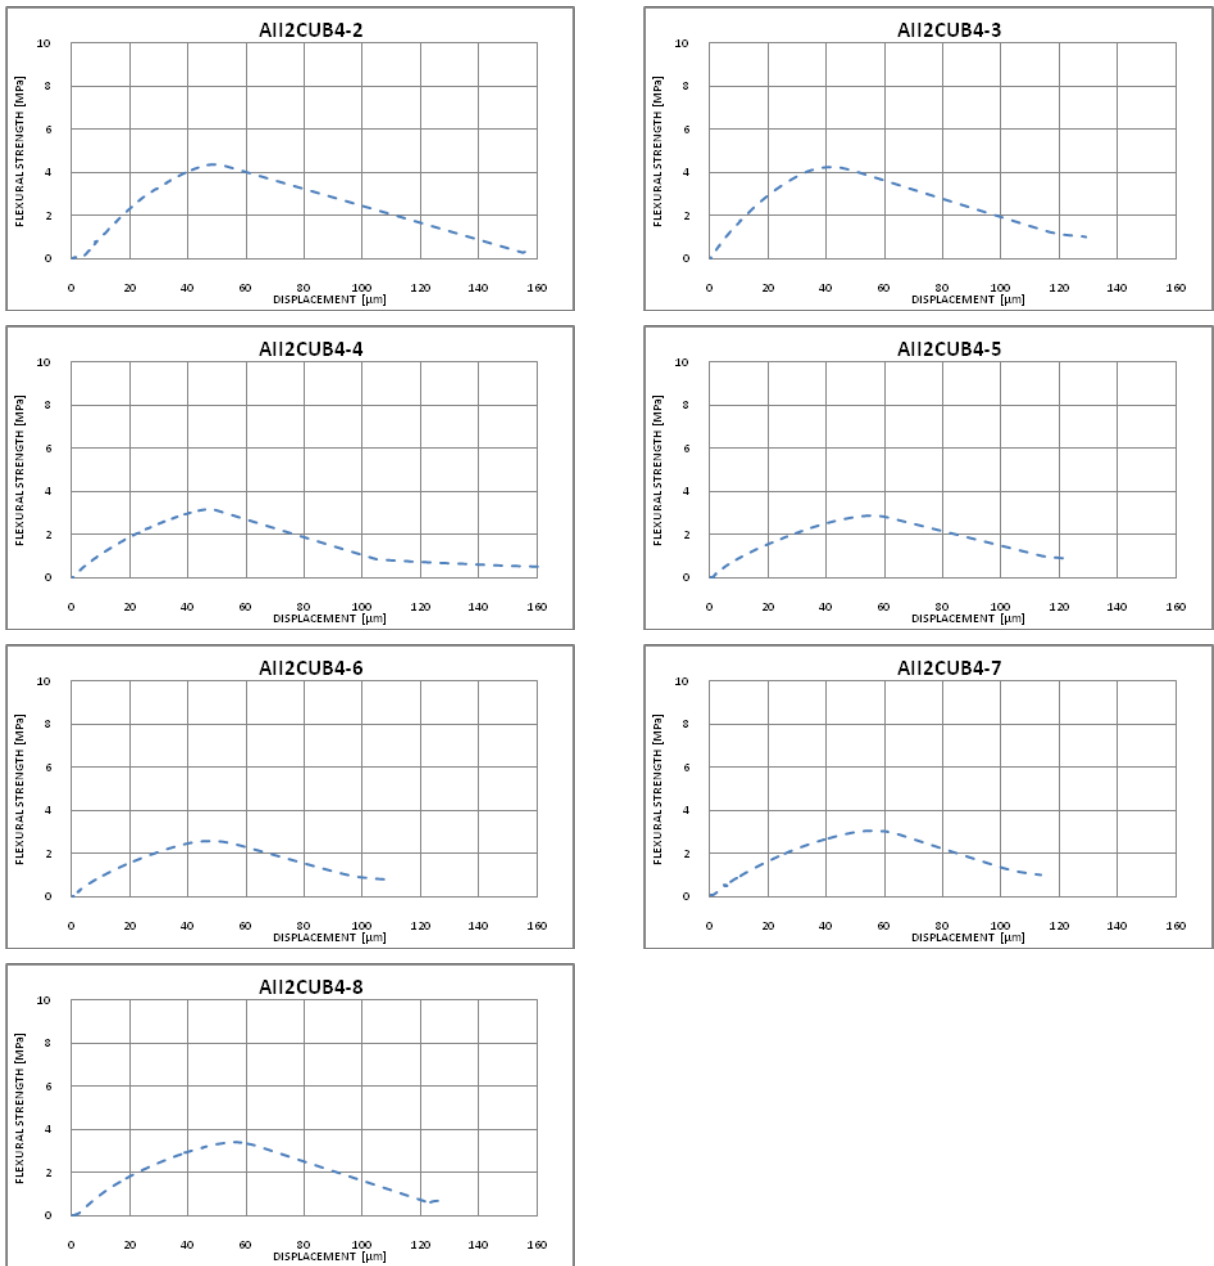 AII2CUB4-2
10
8
6
4
2
0
FLEXURAL STRENGTH [MPa]
0 20 40 60 80 100 120 140 160
DISPLACEMENT [µm]
AII2CUB4-3
10
8
6
4
2
0
FLEXURAL STRENGTH [MPa]
0 20 40 60 80 100 120 140 160
DISPLACEMENT [µm]
AII2CUB4-4
10
8
6
4
2
0
FLEXURAL STRENGTH [MPa]
0 20 40 60 80 100 120 140 160
DISPLACEMENT [µm]
AII2CUB4-5
10
8
6
4
2
0
FLEXURAL STRENGTH [MPa]
0 20 40 60 80 100 120 140 160
DISPLACEMENT [µm]
AII2CUB4-6
10
8
6
4
2
0
FLEXURAL STRENGTH [MPa]
0 20 40 60 80 100 120 140 160
DISPLACEMENT [µm]
AII2CUB4-7
10
8
6
4
2
0
FLEXURAL STRENGTH [MPa]
0 20 40 60 80 100 120 140 160
DISPLACEMENT [µm]
AII2CUB4-8
10
8
6
4
2
0
FLEXURAL STRENGTH [MPa]
0 20 40 60 80 100 120 140 160
DISPLACEMENT [µm]